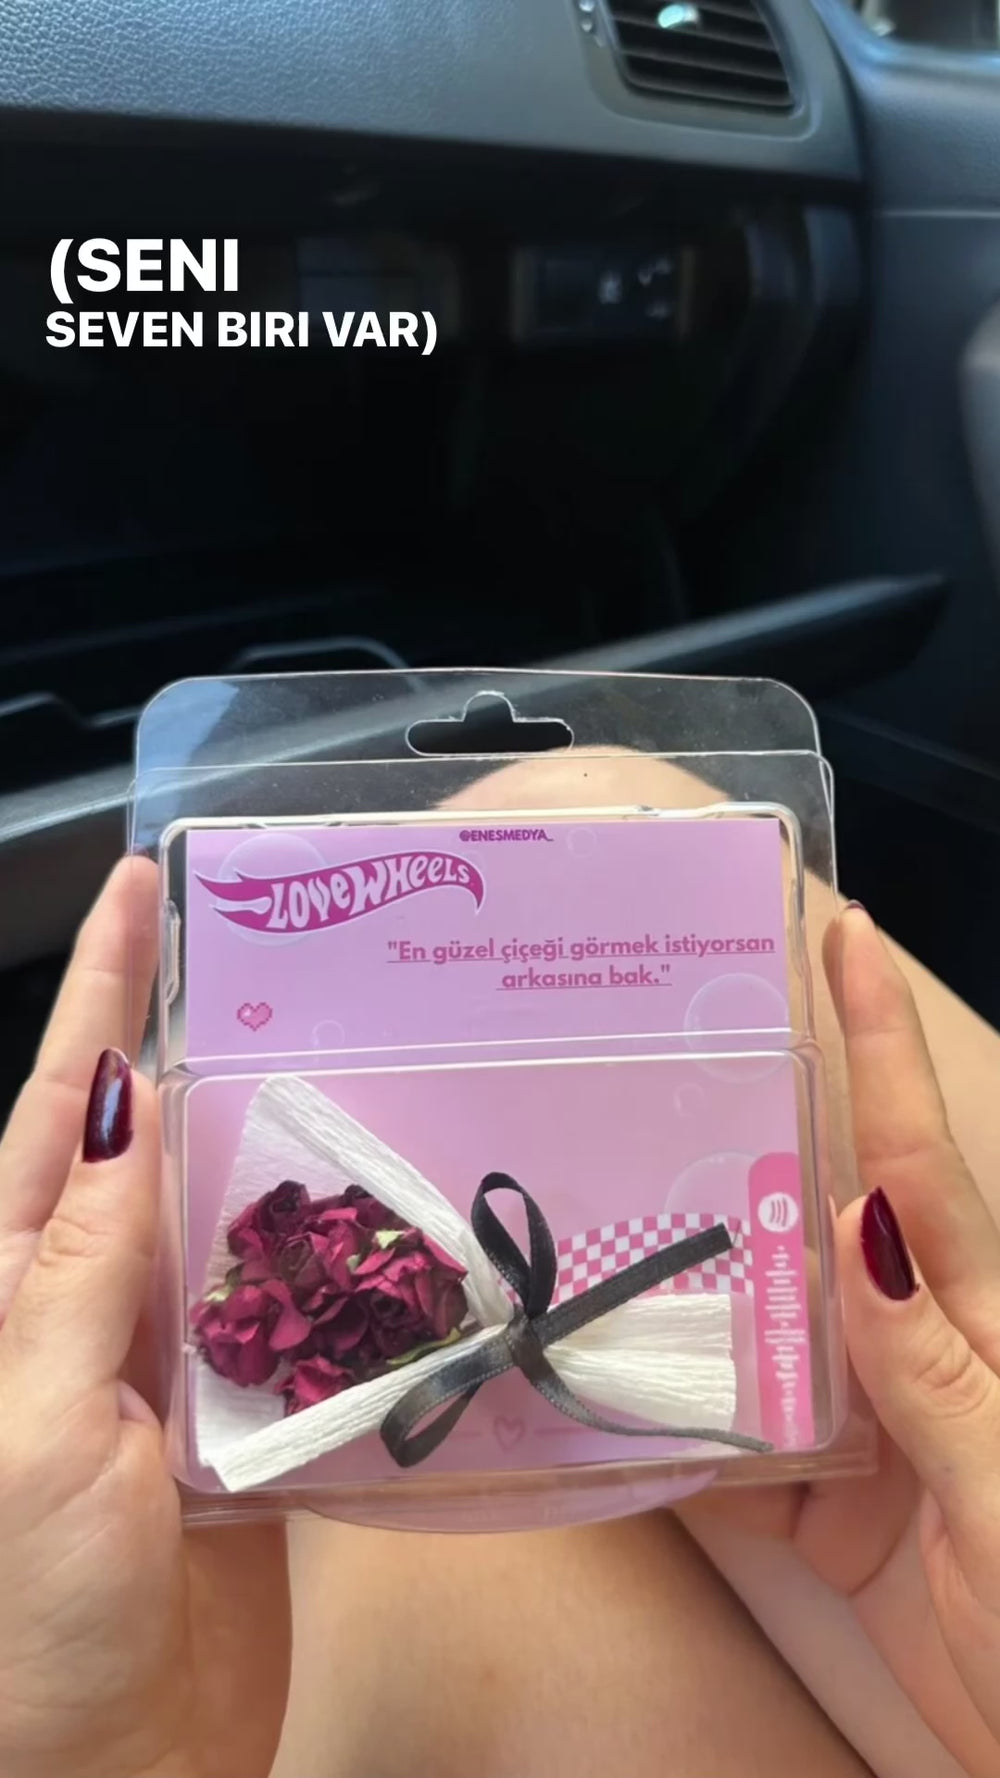 (SENI
SEVEN BIRI VAR)
@ENESMEDYA_
LOVEWHEELS
"En güzel çiçeği görmek istiyorsan
arkasına bak."